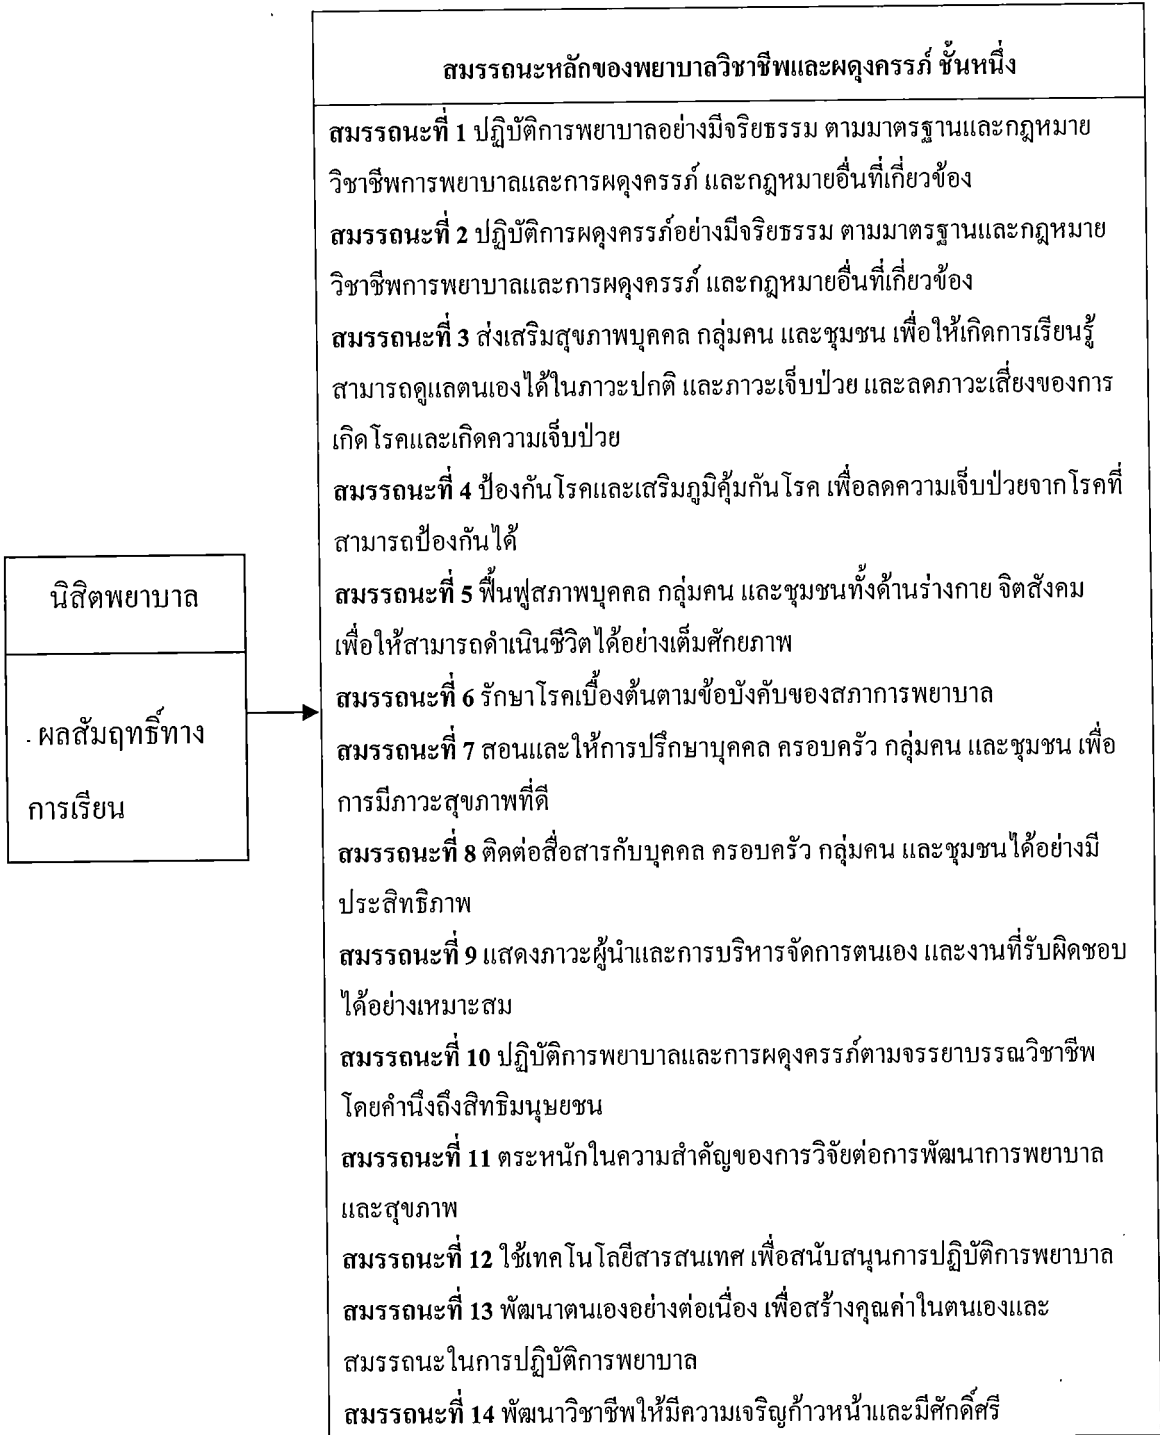 สมรรถนะหลักของพยาบาลวิชาชีพและผดุงครรภ์ ชั้นหนึ่ง
สมรรถนะที่ 1 ปฏิบัติการพยาบาลอย่างมีจริยธรรม ตามมาตรฐานและกฎหมาย
วิชาชีพการพยาบาลและการผดุงครรภ์ และกฎหมายอื่นที่เกี่ยวข้อง
สมรรถนะที่ 2 ปฏิบัติการผดุงครรภ์อย่างมีจริยธรรม ตามมาตรฐานและกฎหมาย
วิชาชีพการพยาบาลและการผดุงครรภ์ และกฎหมายอื่นที่เกี่ยวข้อง
สมรรถนะที่ 3 ส่งเสริมสุขภาพบุคคล กลุ่มคน และชุมชน เพื่อให้เกิดการเรียนรู้
สามารถดูแลตนเองได้ในภาวะปกติ และภาวะเจ็บป่วย และลดภาวะเสี่ยงของการ
เกิดโรคและเกิดความเจ็บป่วย
สมรรถนะที่ 4 ป้องกันโรคและเสริมภูมิคุ้มกันโรค เพื่อลดความเจ็บป่วยจากโรคที่
สามารถป้องกันได้
สมรรถนะที่ 5 ฟื้นฟูสภาพบุคคล กลุ่มคน และชุมชนทั้งด้านร่างกาย จิตสังคม
เพื่อให้สามารถดำเนินชีวิตได้อย่างเต็มศักยภาพ
สมรรถนะที่ 6 รักษาโรคเบื้องต้นตามข้อบังคับของสภาการพยาบาล
สมรรถนะที่ 7 สอนและให้การปรึกษาบุคคล ครอบครัว กลุ่มคน และชุมชน เพื่อ
การมีภาวะสุขภาพที่ดี
สมรรถนะที่ 8 ติดต่อสื่อสารกับบุคคล ครอบครัว กลุ่มคน และชุมชนได้อย่างมี
ประสิทธิภาพ
สมรรถนะที่ 9 แสดงภาวะผู้นำและการบริหารจัดการตนเอง และงานที่รับผิดชอบ
ได้อย่างเหมาะสม
สมรรถนะที่ 10 ปฏิบัติการพยาบาลและการผดุงครรภ์ตามจรรยาบรรณวิชาชีพ
โดยคำนึงถึงสิทธิมนุษยชน
สมรรถนะที่ 11 ตระหนักในความสำคัญของการวิจัยต่อการพัฒนาการพยาบาล
และสุขภาพ
สมรรถนะที่ 12 ใช้เทคโนโลยีสารสนเทศ เพื่อสนับสนุนการปฏิบัติการพยาบาล
สมรรถนะที่ 13 พัฒนาตนเองอย่างต่อเนื่อง เพื่อสร้างคุณค่าในตนเองและ
สมรรถนะในการปฏิบัติการพยาบาล
สมรรถนะที่ 14 พัฒนาวิชาชีพให้มีความเจริญก้าวหน้าและมีศักดิ์ศรี
นิสิตพยาบาล
ผลสัมฤทธิ์ทาง
การเรียน